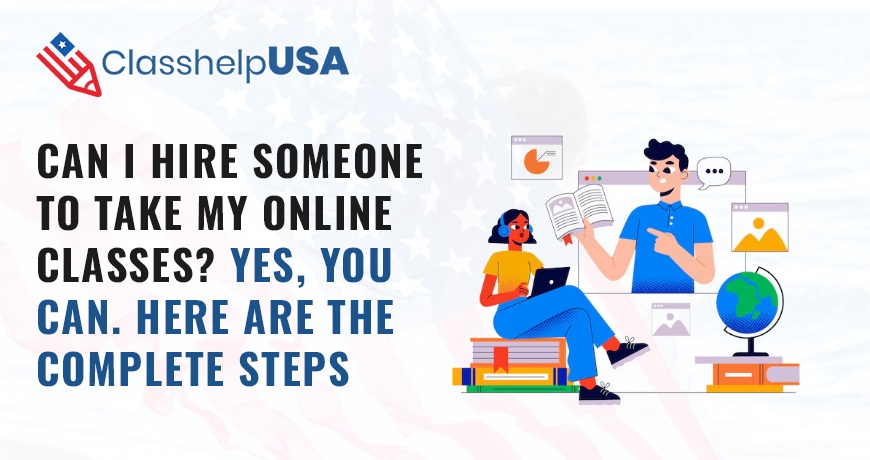 ClasshelpUSA
CAN I HIRE SOMEONE
TO TAKE MY ONLINE
CLASSES? YES, YOU
CAN. HERE ARE THE
COMPLETE STEPS